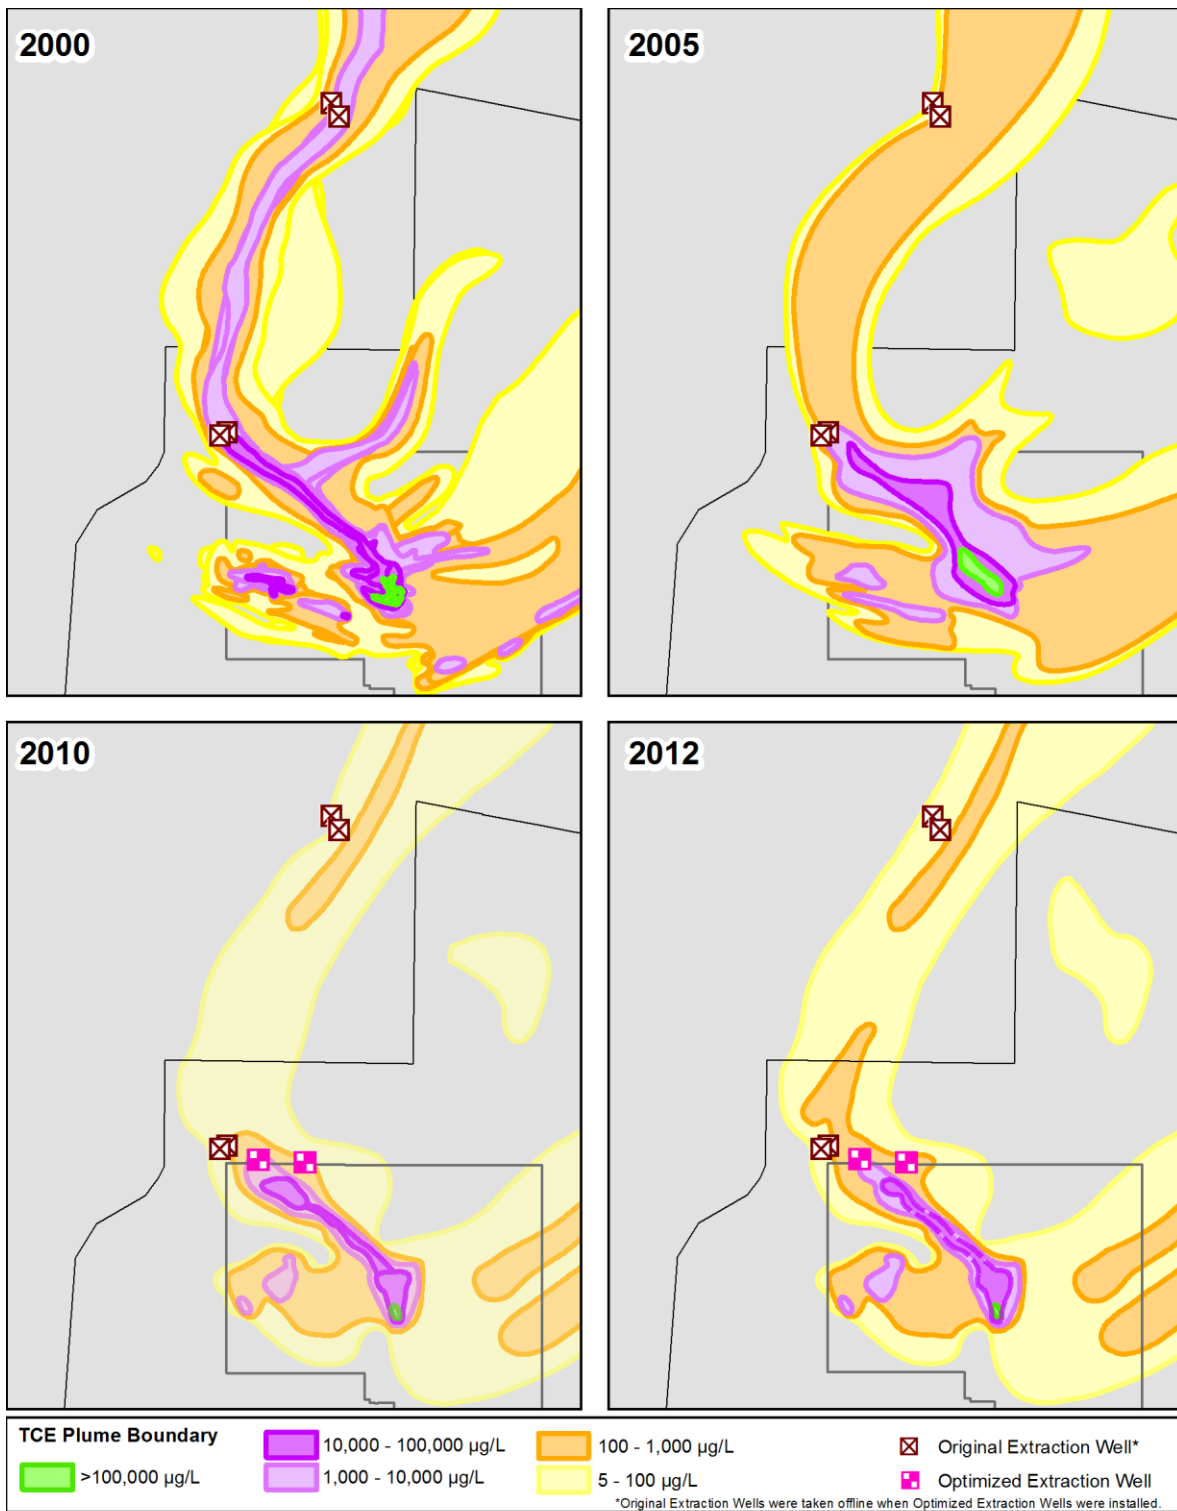 2000
2005
2010
2012
TCE Plume Boundary
>100,000 µg/L
10,000 - 100,000 µg/L
1,000 - 10,000 µg/L
100 - 1,000 µg/L
5 - 100 µg/L
Original Extraction Well*
Optimized Extraction Well
*Original Extraction Wells were taken offline when Optimized Extraction Wells were installed.